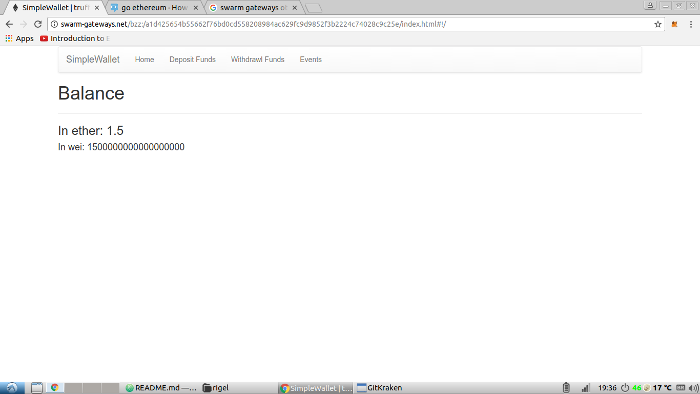 SimpleWallet | truff
go ethereum - How
swarm gateways o
swarm-gateways.net/bzz:/a1d425654b55662f76bd0cd558208984ac629fc9d9852f3b2224c74028c9c25e/index.html#!/
Apps Introduction to
SimpleWallet Home Deposit Funds Withdrawl Funds Events
Balance
In ether: 1.5
In wei: 1500000000000000000
README.md —... rigel SimpleWallet | t... GitKraken 19:36 46 17 °C